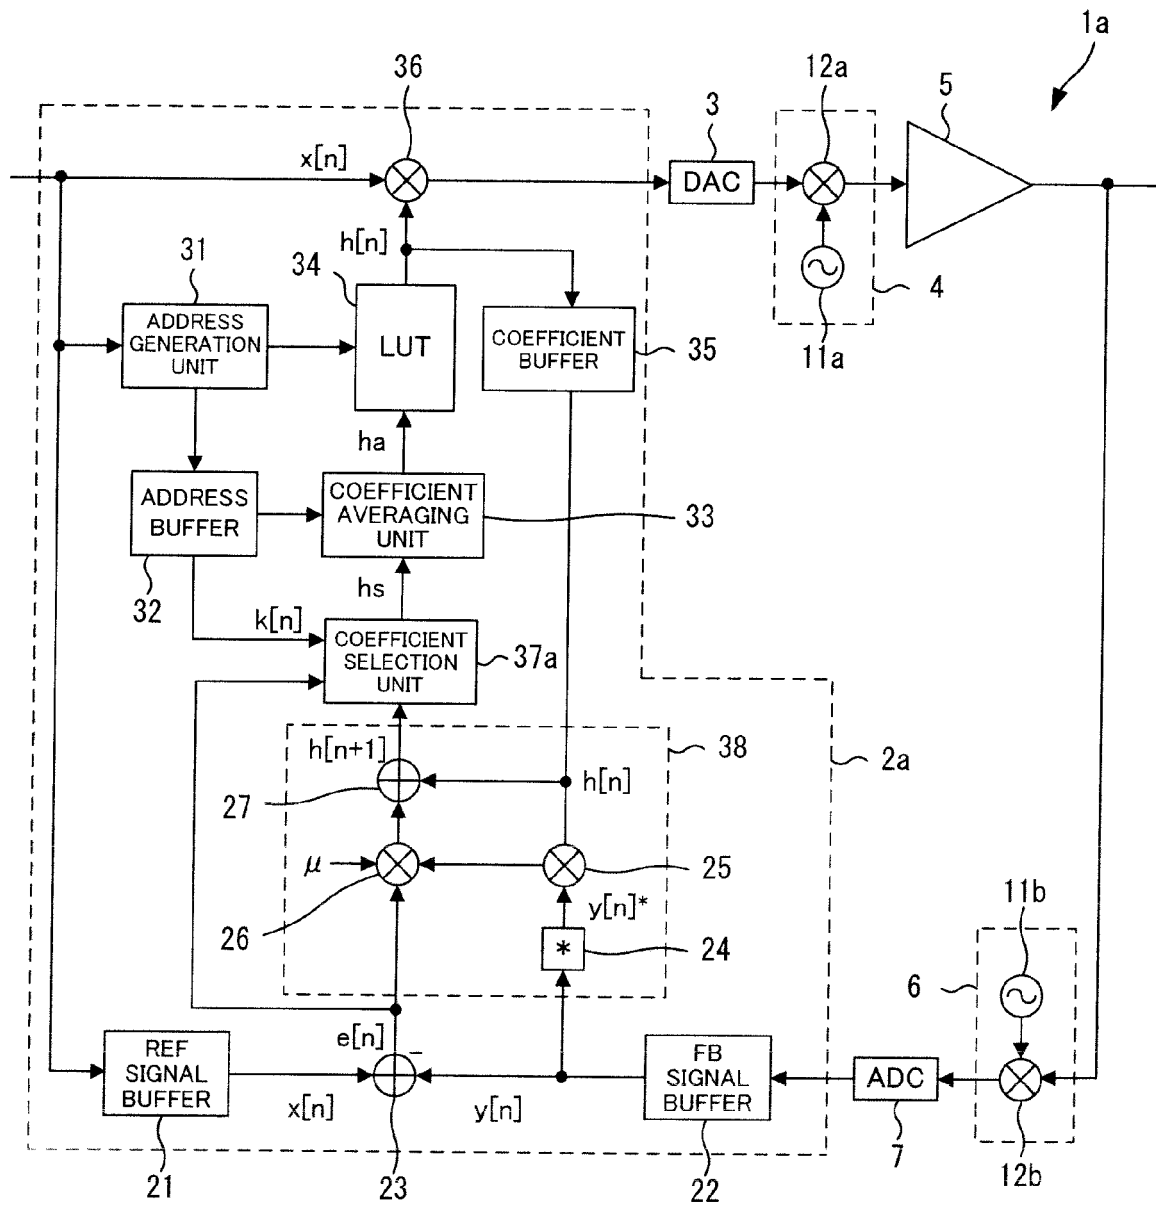 1a
36
12a
5
3
x[n]
DAC
31
34
h[n]
4
11a
ADDRESS
GENERATION
UNIT
LUT
COEFFICIENT
BUFFER
35
ha
ADDRESS
BUFFER
COEFFICIENT
AVERAGING
UNIT
33
32
hs
k[n]
COEFFICIENT
SELECTION
UNIT
37a
h[n+1]
38
2a
27
h[n]
μ
25
26
y[n]*
11b
*
24
6
e[n]
−
REF
SIGNAL
BUFFER
FB
SIGNAL
BUFFER
ADC
x[n]
y[n]
21
23
22
7
12b